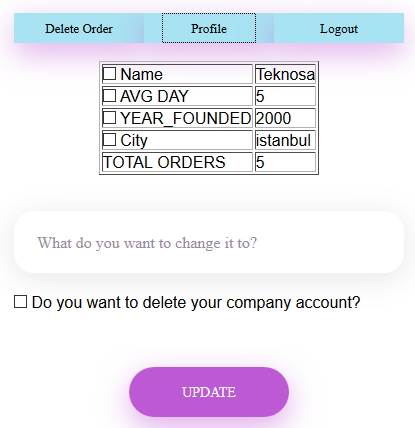 Delete Order Profile Logout
Name Teknosa
AVG DAY 5
YEAR_FOUNDED 2000
City istanbul
TOTAL ORDERS 5
What do you want to change it to?
Do you want to delete your company account?
UPDATE